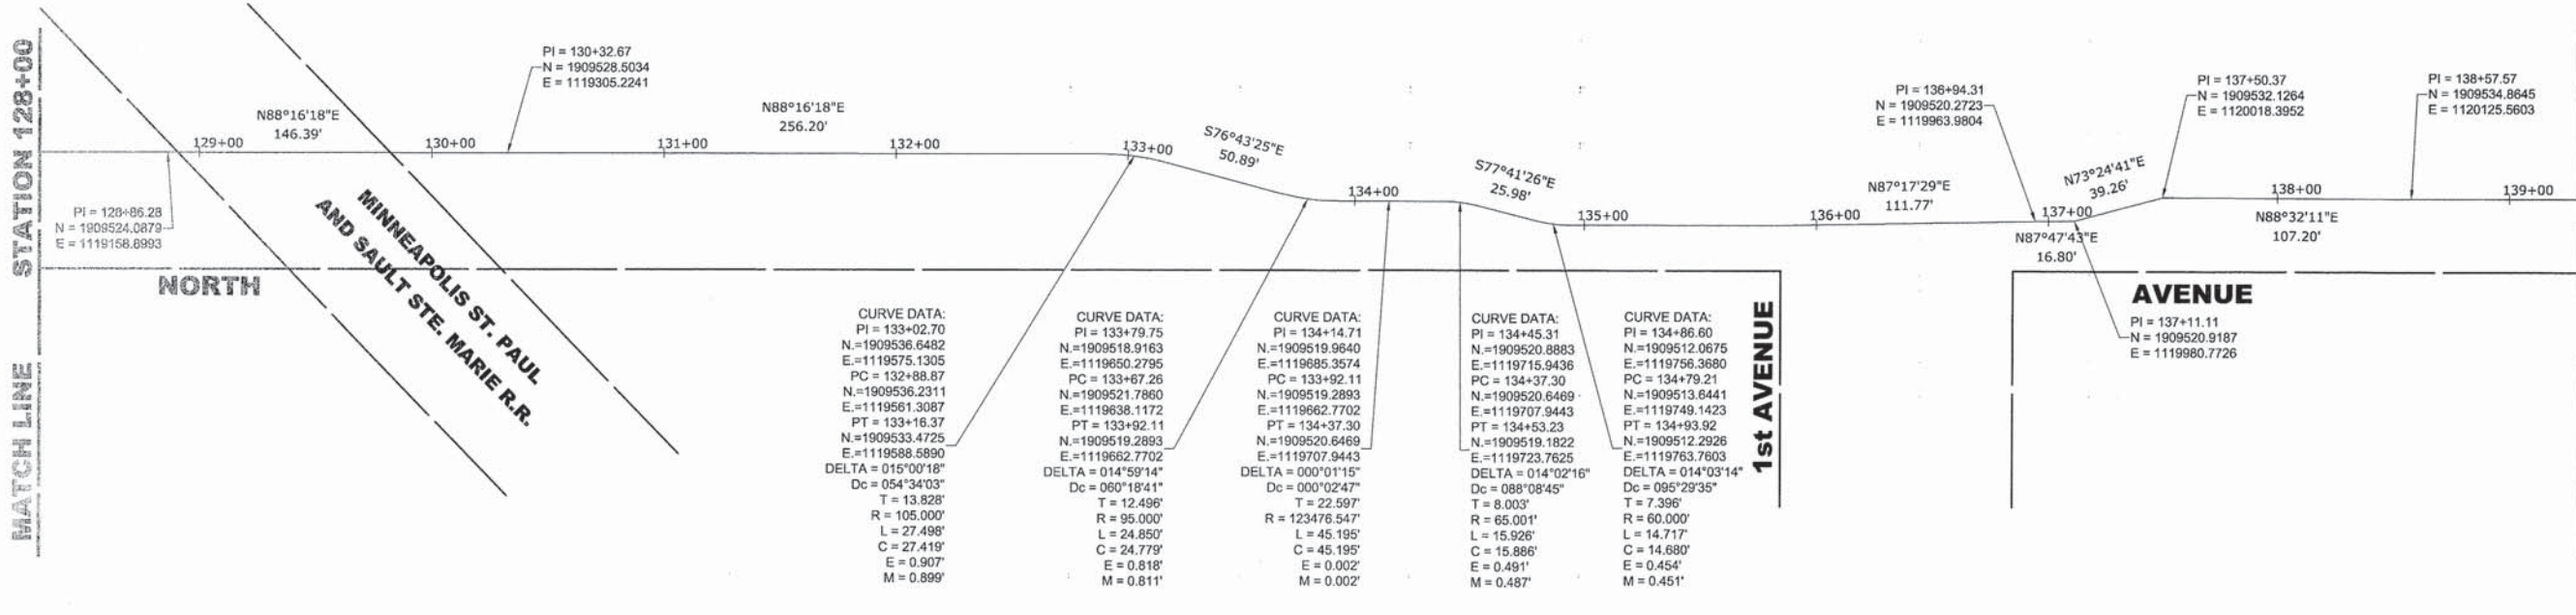 MATCH LINE STATION 128+00
PI = 128+86.28
N = 1909524.0879
E = 1119158.8993
129+00
N88°16'18"E
146.39'
130+00
PI = 130+32.67
N = 1909528.5034
E = 1119305.2241
131+00
N88°16'18"E
256.20'
132+00
133+00
S76°43'25"E
50.89'
134+00
S77°41'26"E
25.98'
135+00
136+00
N87°17'29"E
111.77'
PI = 136+94.31
N = 1909520.2723
E = 1119963.9804
137+00
N87°47'43"E
16.80'
N73°24'41"E
39.26'
PI = 137+50.37
N = 1909532.1264
E = 1120018.3952
138+00
N88°32'11"E
107.20'
PI = 138+57.57
N = 1909534.8645
E = 1120125.5603
139+00
NORTH
MINNEAPOLIS ST. PAUL
AND SAULT STE. MARIE R.R.
CURVE DATA:
PI = 133+02.70
N.=1909536.6482
E.=1119575.1305
PC = 132+88.87
N.=1909536.2311
E.=1119561.3087
PT = 133+16.37
N.=1909533.4725
E.=1119588.5890
DELTA = 015°00'18"
Dc = 054°34'03"
T = 13.828'
R = 105.000'
L = 27.498'
C = 27.419'
E = 0.907'
M = 0.899'
CURVE DATA:
PI = 133+79.75
N.=1909518.9163
E.=1119650.2795
PC = 133+67.26
N.=1909521.7860
E.=1119638.1172
PT = 133+92.11
N.=1909519.2893
E.=1119662.7702
DELTA = 014°59'14"
Dc = 060°18'41"
T = 12.496'
R = 95.000'
L = 24.850'
C = 24.779'
E = 0.818'
M = 0.811'
CURVE DATA:
PI = 134+14.71
N.=1909519.9640
E.=1119685.3574
PC = 133+92.11
N.=1909519.2893
E.=1119662.7702
PT = 134+37.30
N.=1909520.6469
E.=1119707.9443
DELTA = 000°01'15"
Dc = 000°02'47"
T = 22.597'
R = 123476.547'
L = 45.195'
C = 45.195'
E = 0.002'
M = 0.002'
CURVE DATA:
PI = 134+45.31
N.=1909520.8883
E.=1119715.9436
PC = 134+37.30
N.=1909520.6469
E.=1119707.9443
PT = 134+53.23
N.=1909519.1822
E.=1119723.7625
DELTA = 014°02'16"
Dc = 088°08'45"
T = 8.003'
R = 65.001'
L = 15.926'
C = 15.886'
E = 0.491'
M = 0.487'
CURVE DATA:
PI = 134+86.60
N.=1909512.0675
E.=1119756.3680
PC = 134+79.21
N.=1909513.6441
E.=1119749.1423
PT = 134+93.92
N.=1909512.2926
E.=1119763.7603
DELTA = 014°03'14"
Dc = 095°29'35"
T = 7.396'
R = 60.000'
L = 14.717'
C = 14.680'
E = 0.454'
M = 0.451'
1st AVENUE
AVENUE
PI = 137+11.11
N = 1909520.9187
E = 1119980.7726